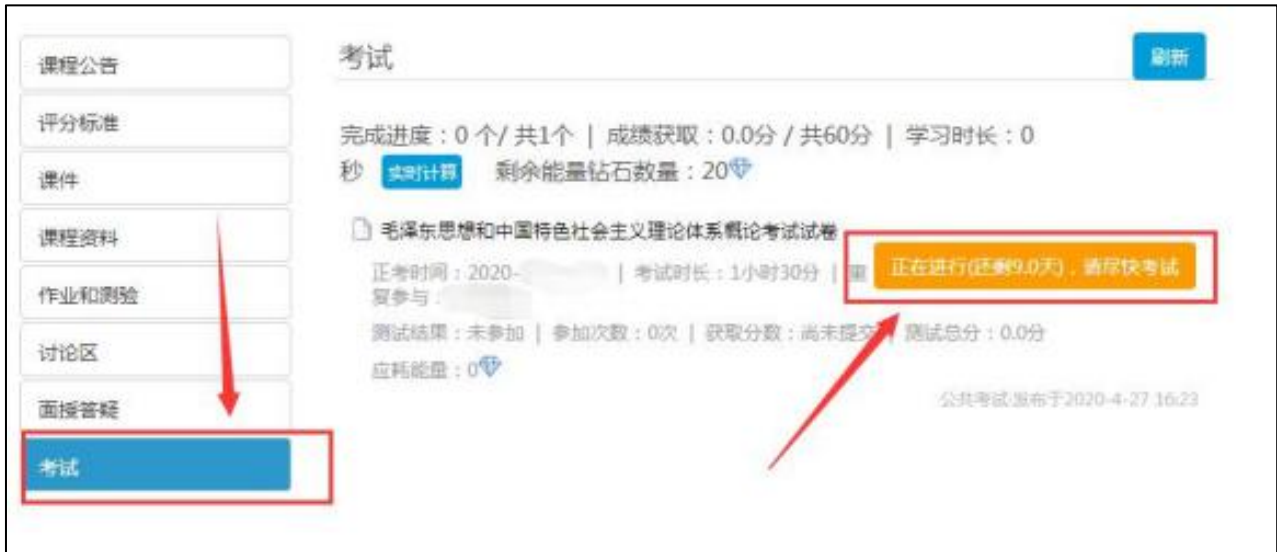 课程公告
评分标准
课件
课程资料
作业和测验
讨论区
面授答疑
考试
考试
刷新
完成进度：0 个/ 共1个 | 成绩获取：0.0分 / 共60分 | 学习时长：0
秒 实时计算 剩余能量钻石数量：20
毛泽东思想和中国特色社会主义理论体系概论考试试卷
正考时间：2020- | 考试时长：1小时30分 | 重
复参与：
正在进行(还剩9.0天)，请尽快考试
测试结果：未参加 | 参加次数：0次 | 获取分数：尚未提交 测试总分：0.0分
应耗能量：0
公共考试 发布于2020-4-27 16:23